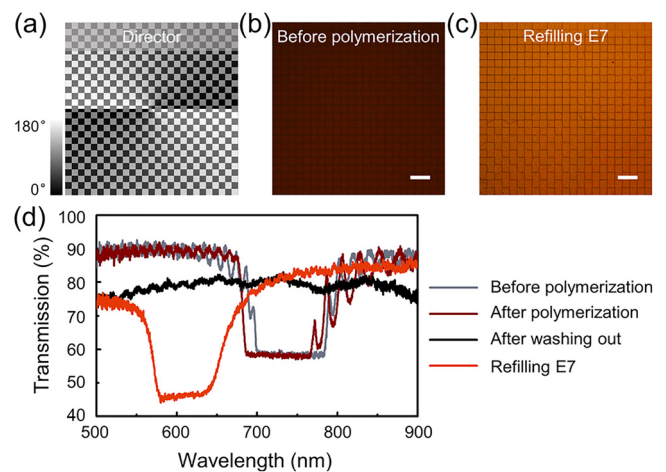 (a)
Director
180°
0°
(b)
Before polymerization
(c)
Refilling E7
(d)
100
90
80
70
60
50
40
Transmission (%)
500
600
700
800
900
Wavelength (nm)
Before polymerization
After polymerization
After washing out
Refilling E7